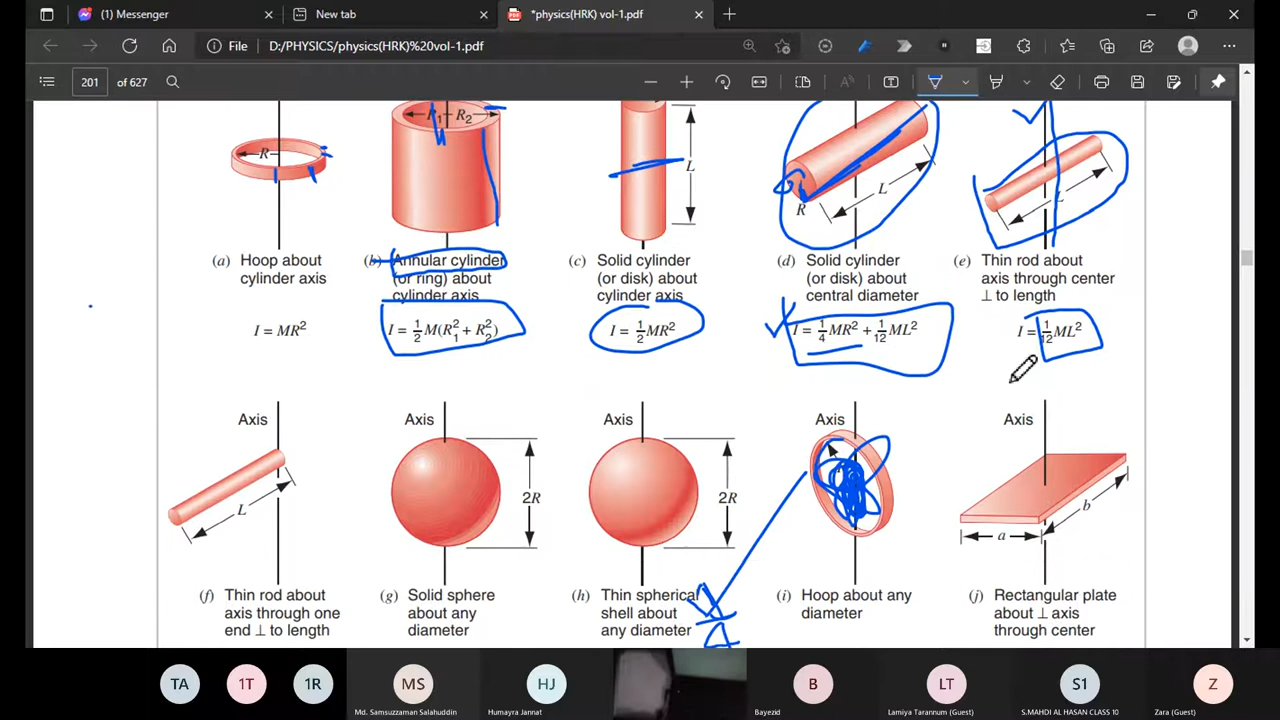 (1) Messenger
New tab
*physics(HRK) vol-1.pdf
File
D:/PHYSICS/physics(HRK)%20vol-1.pdf
201 of 627
R
R₁ R₂
L
R
L
L
(a) Hoop about
cylinder axis
(b) Annular cylinder
(or ring) about
cylinder axis
(c) Solid cylinder
(or disk) about
cylinder axis
(d) Solid cylinder
(or disk) about
central diameter
(e) Thin rod about
axis through center
⊥ to length
I = MR²
I = ½M(R₁² + R₂²)
I = ½MR²
I = ¼MR² + 1/12 ML²
I = 1/12 ML²
Axis Axis Axis Axis Axis
L
2R
2R
a
b
(f) Thin rod about
axis through one
end ⊥ to length
(g) Solid sphere
about any
diameter
(h) Thin spherical
shell about
any diameter
(i) Hoop about any
diameter
(j) Rectangular plate
about ⊥ axis
through center
TA 1T 1R MS HJ B LT S1 Z
Md. Samsuzzaman Salahuddin
Humayra Jannat
Bayezid
Lamiya Tarannum (Guest)
S.MAHDI AL HASAN CLASS 10
Zara (Guest)